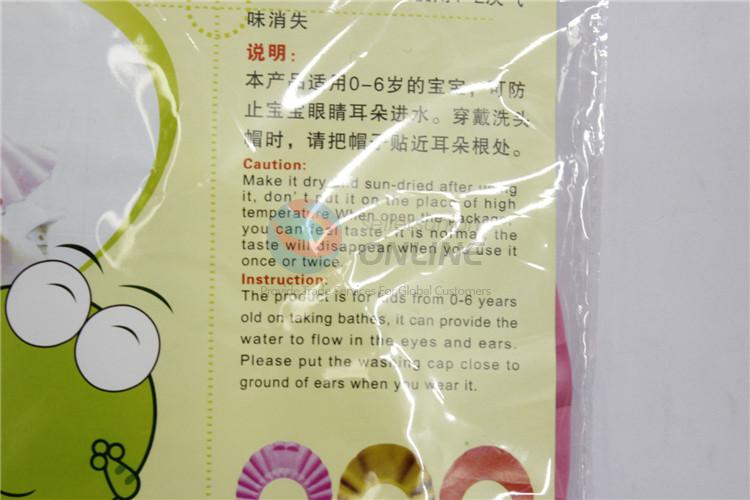 味消失
说明：
本产品适用0-6岁的宝宝，可防
止宝宝眼睛耳朵进水。穿戴洗头
帽时，请把帽子贴近耳朵根处。
Caution:
Make it dry and sun-dried after using
it, don't put it on the place of high
temperature. When open the package,
you can feel taste. it is normal, the
taste will disappear when you use it
once or twice.
Instruction:
Provide Trade Services For Global Customers
The product is for kids from 0-6 years
old on taking bathes, it can provide the
water to flow in the eyes and ears.
Please put the washing cap close to
ground of ears when you wear it.